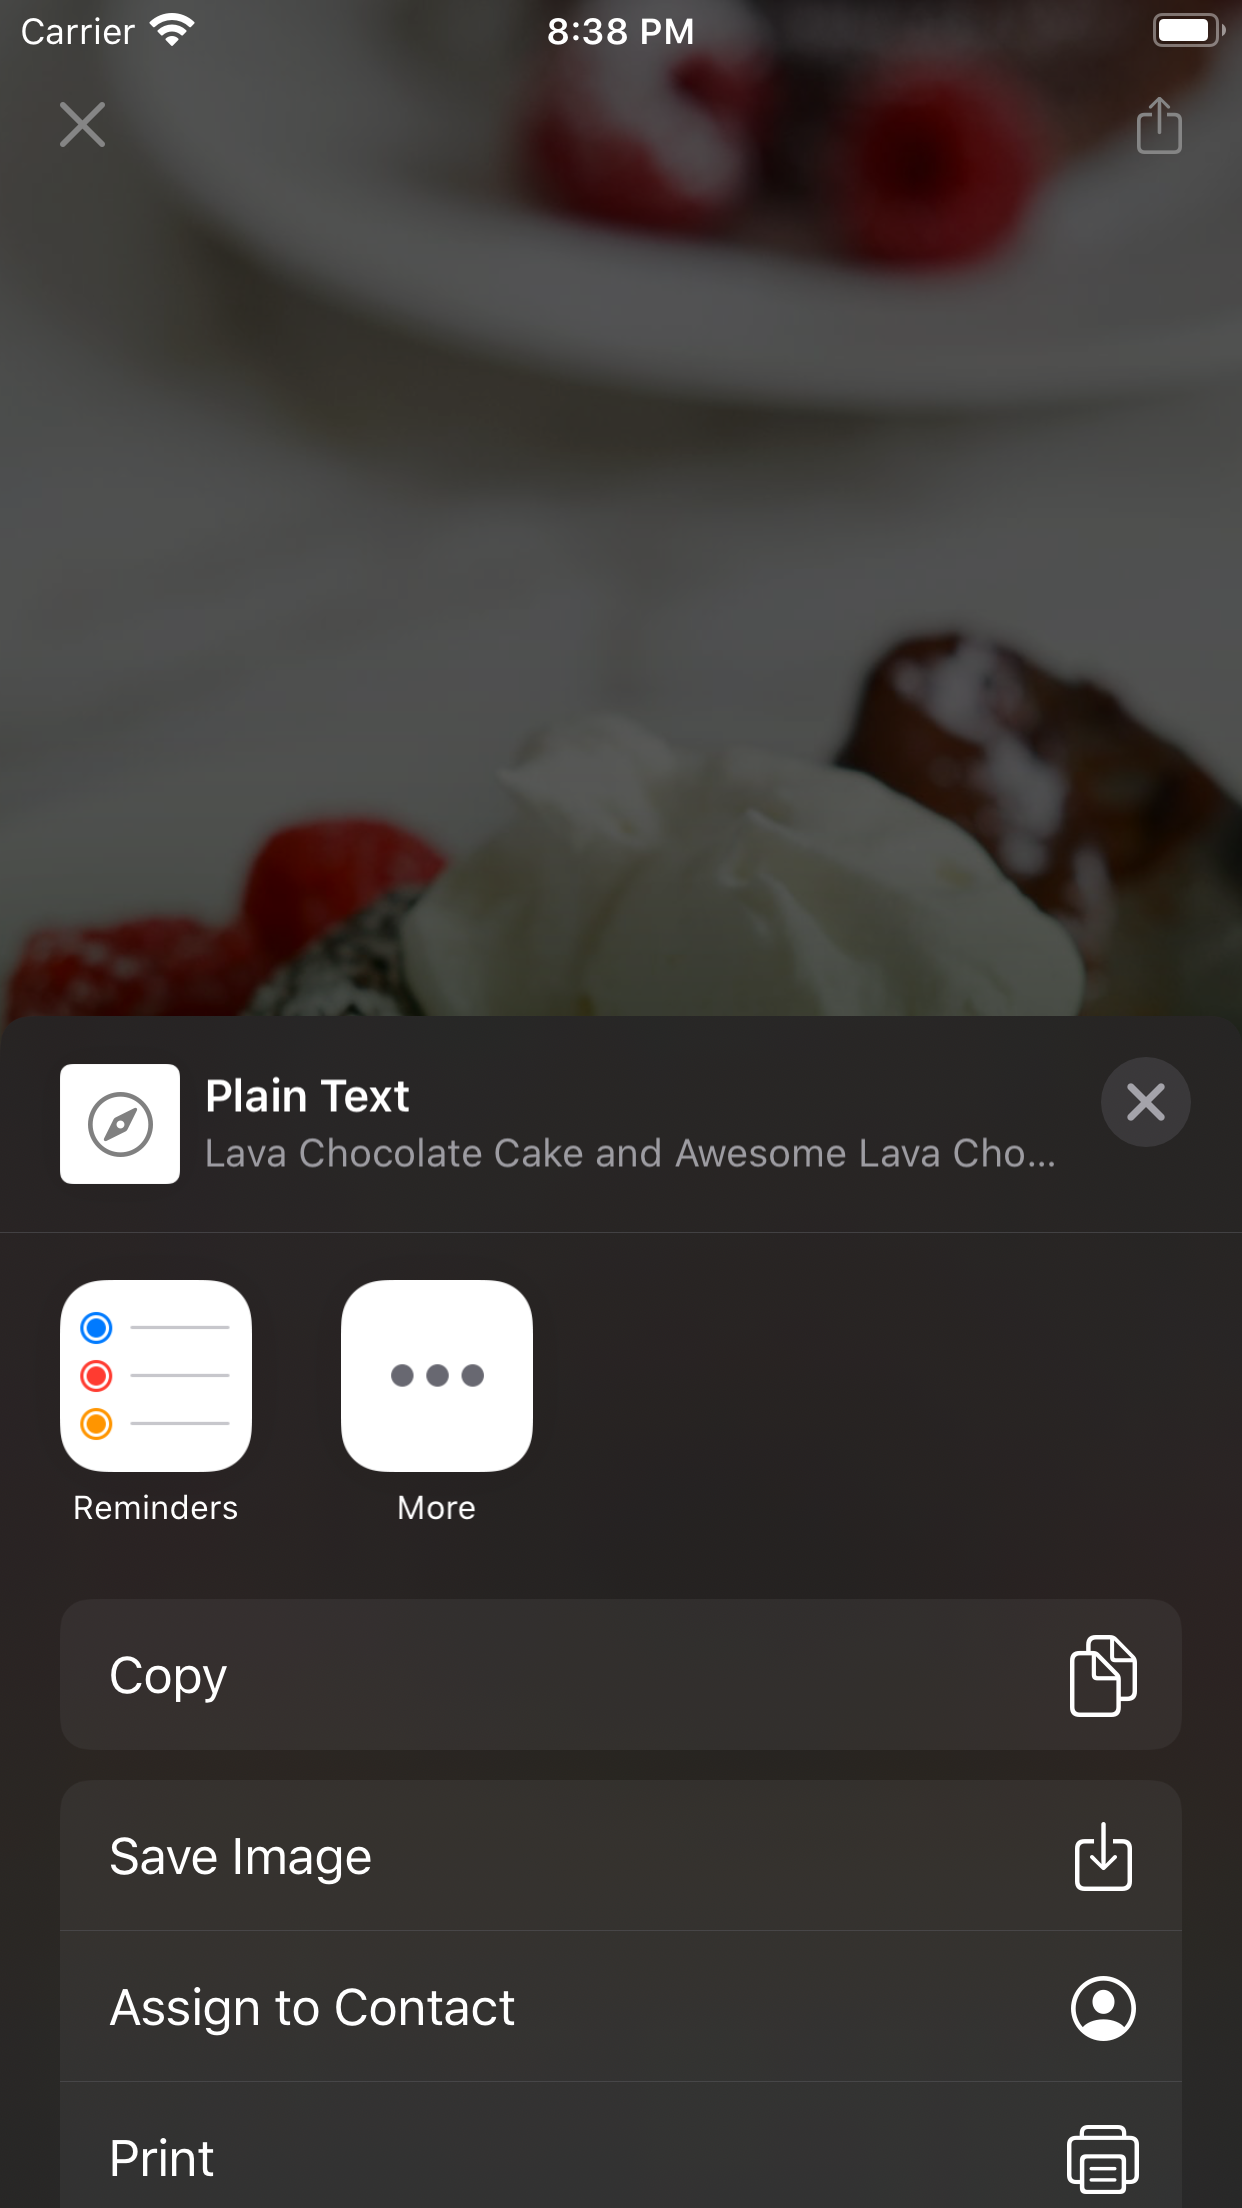 Carrier 8:38 PM
Plain Text
Lava Chocolate Cake and Awesome Lava Cho...
Reminders More
Copy
Save Image
Assign to Contact
Print